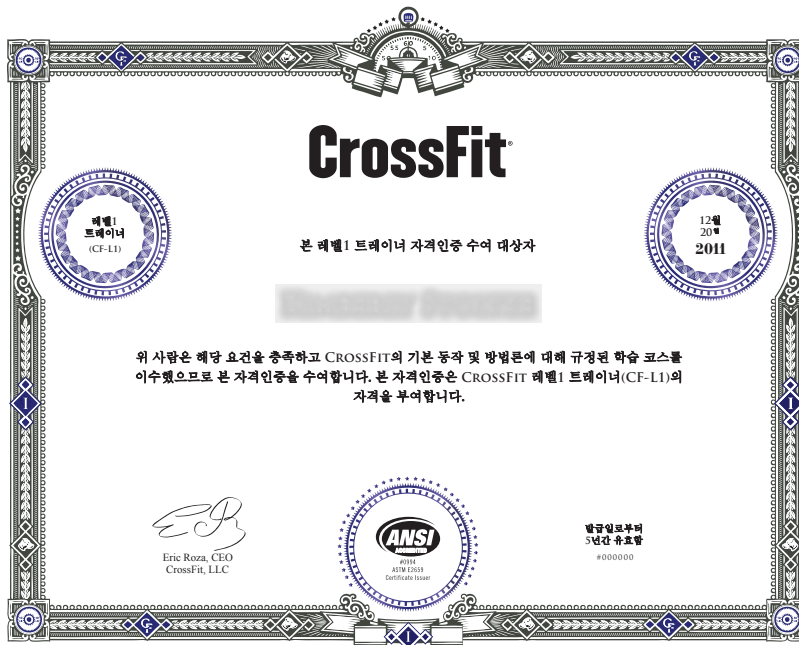 55 60 5
50 10
CrossFit®
레벨1
트레이너
(CF-L1)
12월
20일
2011
본 레벨1 트레이너 자격인증 수여 대상자
위 사람은 해당 요건을 충족하고 CROSSFIT의 기본 동작 및 방법론에 대해 규정된 학습 코스를
이수했으므로 본 자격인증을 수여합니다. 본 자격인증은 CROSSFIT 레벨1 트레이너(CF-L1)의
자격을 부여합니다.
Eric Roza, CEO
CrossFit, LLC
ANSI
ACCREDITED
#0994
ASTM E2659
Certificate Issuer
발급일로부터
5년간 유효함
#000000
I
I
I